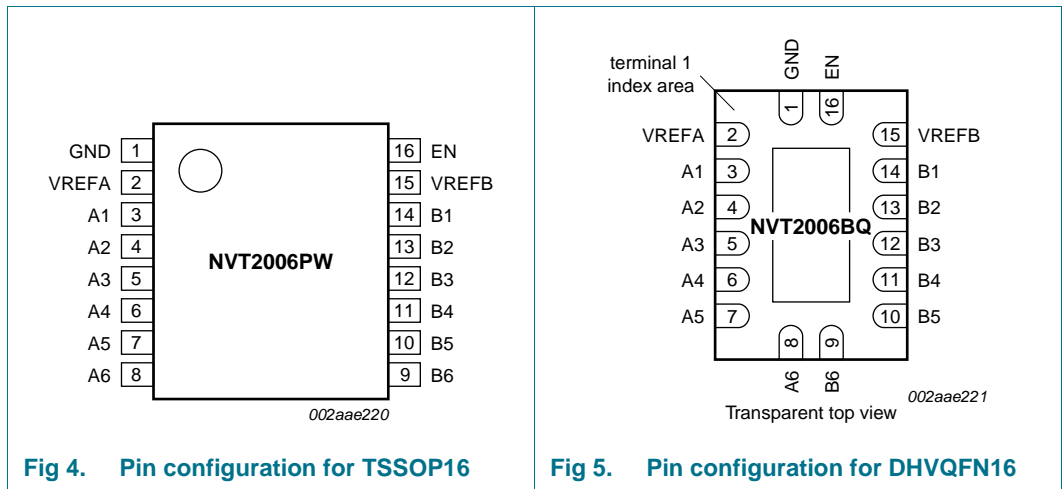 GND 1
VREFA 2
A1 3
A2 4
A3 5
A4 6
A5 7
A6 8
NVT2006PW
16 EN
15 VREFB
14 B1
13 B2
12 B3
11 B4
10 B5
9 B6
002aae220
Fig 4. Pin configuration for TSSOP16
terminal 1
index area
GND
EN
1
16
VREFA 2
A1 3
A2 4
A3 5
A4 6
A5 7
NVT2006BQ
15 VREFB
14 B1
13 B2
12 B3
11 B4
10 B5
8
9
A6
B6
002aae221
Transparent top view
Fig 5. Pin configuration for DHVQFN16